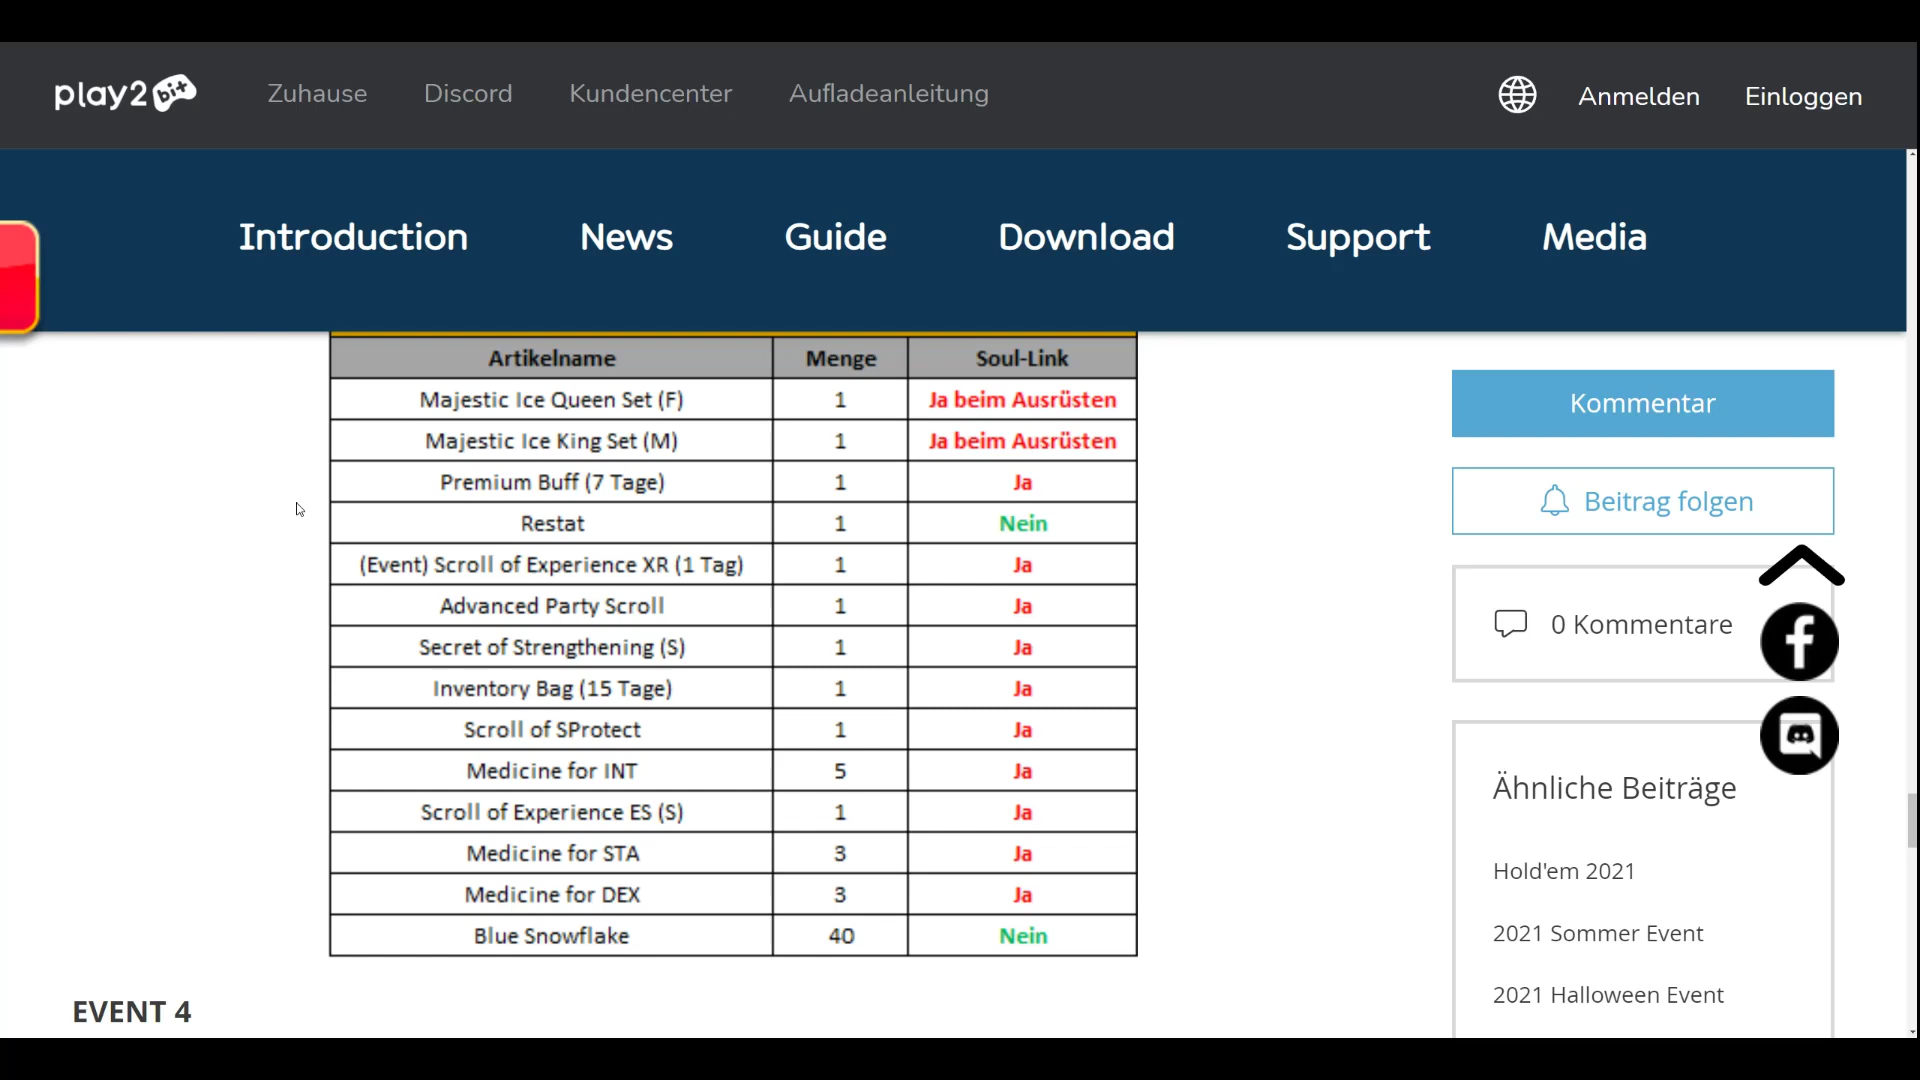 play2bit Zuhause Discord Kundencenter Aufladeanleitung Anmelden Einloggen
Introduction News Guide Download Support Media
Artikelname Menge Soul-Link
Majestic Ice Queen Set (F) 1 Ja beim Ausrüsten
Majestic Ice King Set (M) 1 Ja beim Ausrüsten
Premium Buff (7 Tage) 1 Ja
Restat 1 Nein
(Event) Scroll of Experience XR (1 Tag) 1 Ja
Advanced Party Scroll 1 Ja
Secret of Strengthening (S) 1 Ja
Inventory Bag (15 Tage) 1 Ja
Scroll of SProtect 1 Ja
Medicine for INT 5 Ja
Scroll of Experience ES (S) 1 Ja
Medicine for STA 3 Ja
Medicine for DEX 3 Ja
Blue Snowflake 40 Nein
EVENT 4
Kommentar
Beitrag folgen
0 Kommentare
Ähnliche Beiträge
Hold'em 2021
2021 Sommer Event
2021 Halloween Event